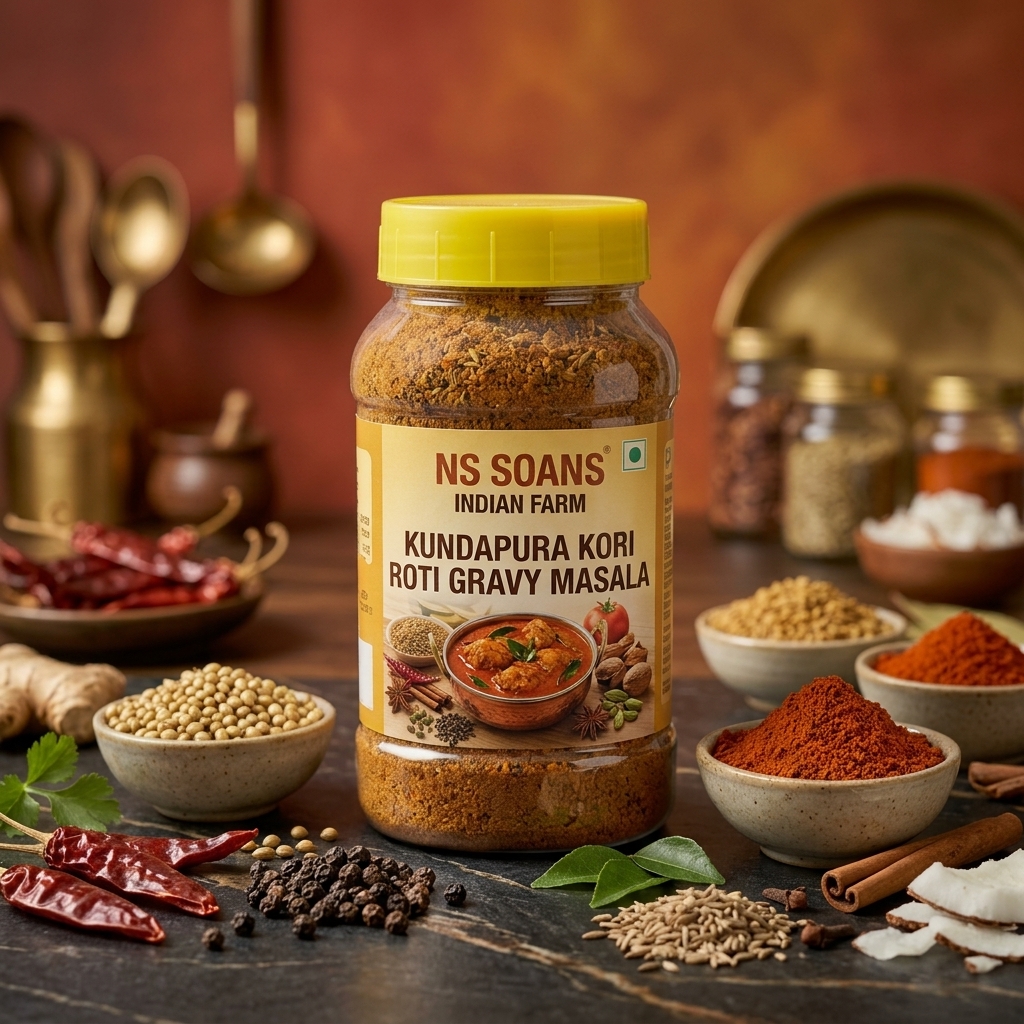 NS SOANS®
INDIAN FARM
KUNDAPURA KORI
ROTI GRAVY MASALA